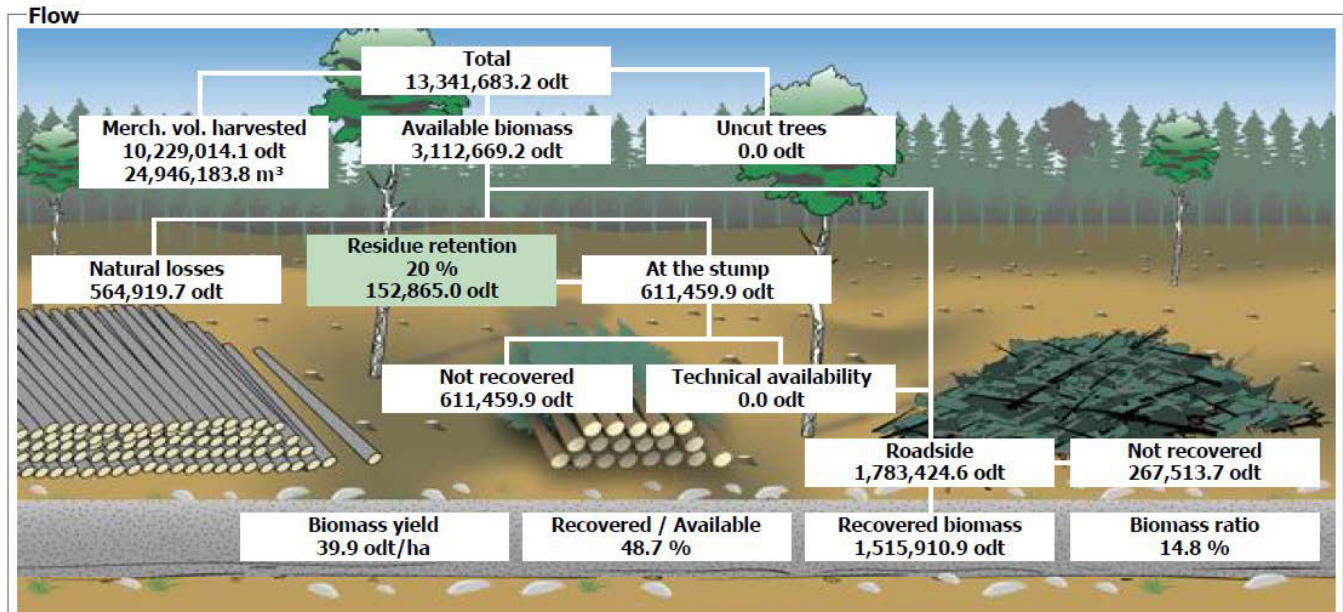 Flow
Total
13,341,683.2 odt
Merch. vol. harvested
10,229,014.1 odt
24,946,183.8 m³
Available biomass
3,112,669.2 odt
Uncut trees
0.0 odt
Natural losses
564,919.7 odt
Residue retention
20 %
152,865.0 odt
At the stump
611,459.9 odt
Not recovered
611,459.9 odt
Technical availability
0.0 odt
Roadside
1,783,424.6 odt
Not recovered
267,513.7 odt
Biomass yield
39.9 odt/ha
Recovered / Available
48.7 %
Recovered biomass
1,515,910.9 odt
Biomass ratio
14.8 %